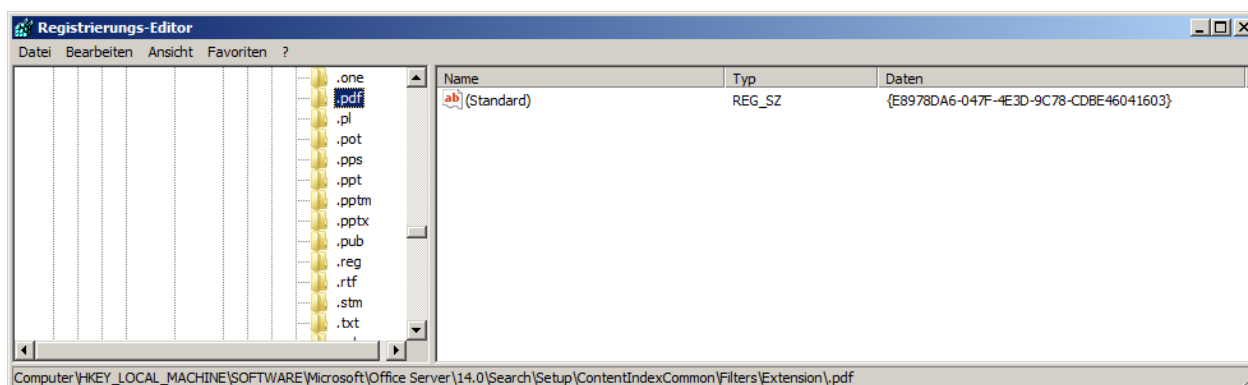 Registrierungs-Editor
Datei Bearbeiten Ansicht Favoriten ?
.one
.pdf
.pl
.pot
.pps
.ppt
.pptm
.pptx
.pub
.reg
.rtf
.stm
.txt
Name Typ Daten
ab (Standard) REG_SZ {E8978DA6-047F-4E3D-9C78-CDBE46041603}
Computer\HKEY_LOCAL_MACHINE\SOFTWARE\Microsoft\Office Server\14.0\Search\Setup\ContentIndexCommon\Filters\Extension\.pdf